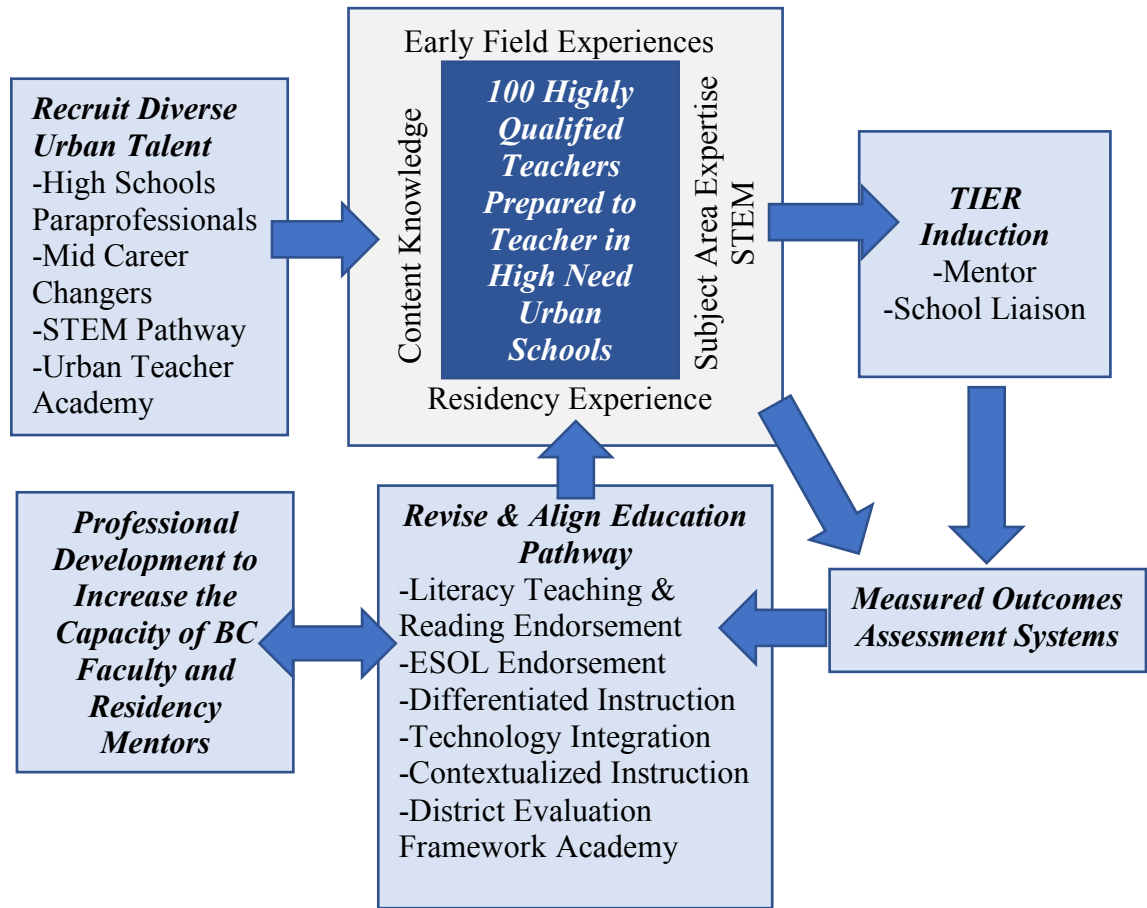 Recruit Diverse
Urban Talent
-High Schools
Paraprofessionals
-Mid Career
Changers
-STEM Pathway
-Urban Teacher
Academy
Early Field Experiences
Content Knowledge
100 Highly
Qualified
Teachers
Prepared to
Teacher in
High Need
Urban
Schools
Subject Area Expertise
STEM
Residency Experience
TIER
Induction
-Mentor
-School Liaison
Professional
Development to
Increase the
Capacity of BC
Faculty and
Residency
Mentors
Revise & Align Education
Pathway
-Literacy Teaching &
Reading Endorsement
-ESOL Endorsement
-Differentiated Instruction
-Technology Integration
-Contextualized Instruction
-District Evaluation
Framework Academy
Measured Outcomes
Assessment Systems